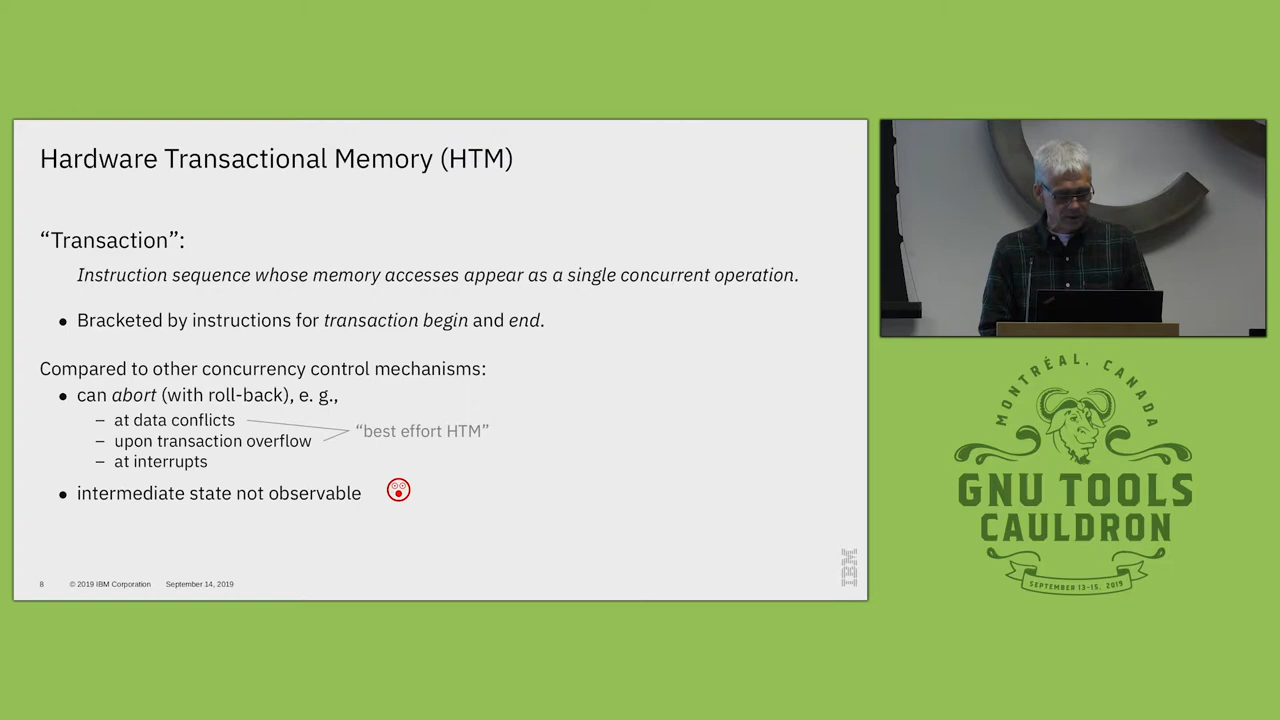 Hardware Transactional Memory (HTM)
“Transaction”:
Instruction sequence whose memory accesses appear as a single concurrent operation.
● Bracketed by instructions for transaction begin and end.
Compared to other concurrency control mechanisms:
● can abort (with roll-back), e. g.,
– at data conflicts
– upon transaction overflow
“best effort HTM”
– at interrupts
● intermediate state not observable
8 © 2019 IBM Corporation September 14, 2019
IBM
MONTRÉAL, CANADA
GNU TOOLS
CAULDRON
SEPTEMBER 13-15, 2019